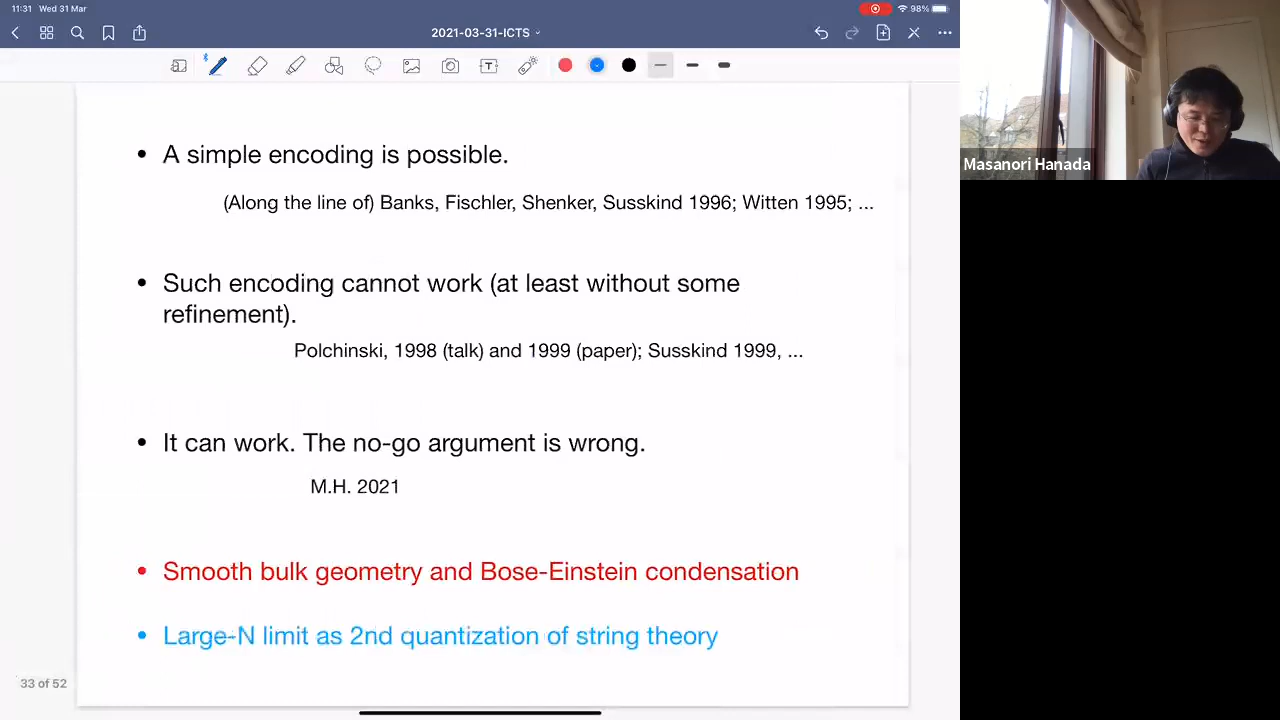 11:31 Wed 31 Mar
98%
2021-03-31-ICTS
• A simple encoding is possible.
(Along the line of) Banks, Fischler, Shenker, Susskind 1996; Witten 1995; ...
• Such encoding cannot work (at least without some
refinement).
Polchinski, 1998 (talk) and 1999 (paper); Susskind 1999, ...
• It can work. The no-go argument is wrong.
M.H. 2021
• Smooth bulk geometry and Bose-Einstein condensation
• Large-N limit as 2nd quantization of string theory
33 of 52
Masanori Hanada